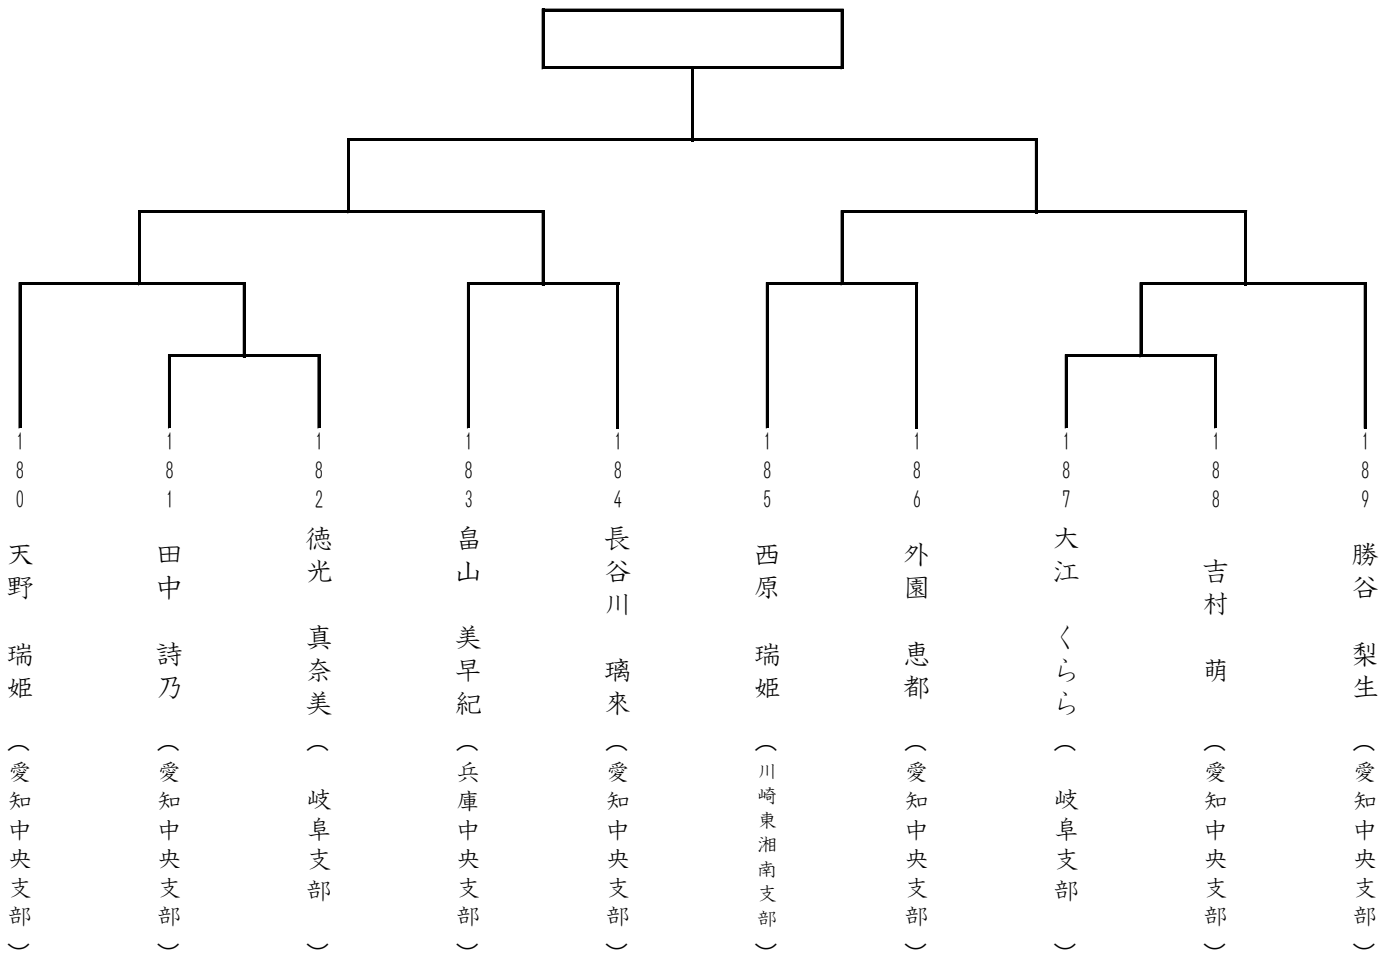 180 天野 瑞姫 (愛知中央支部)
181 田中 詩乃 (愛知中央支部)
182 徳光 真奈美 (岐阜支部)
183 畠山 美早紀 (兵庫中央支部)
184 長谷川 璃來 (愛知中央支部)
185 西原 瑞姫 (川崎東湘南支部)
186 外園 恵都 (愛知中央支部)
187 大江 くらら (岐阜支部)
188 吉村 萌 (愛知中央支部)
189 勝谷 梨生 (愛知中央支部)